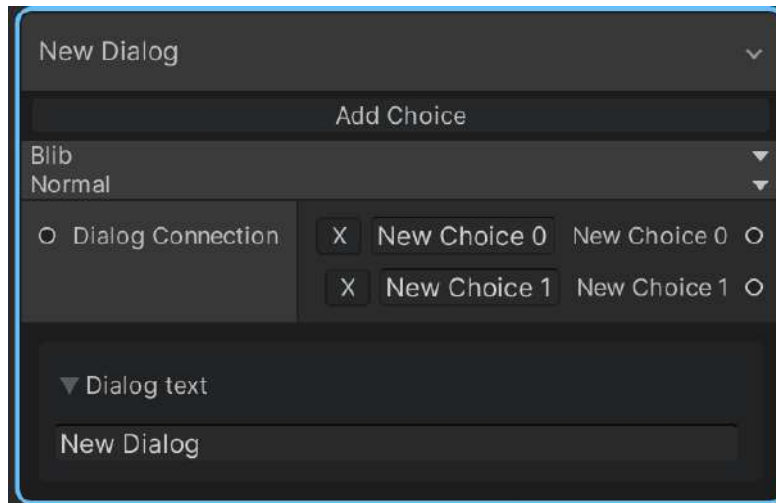 New Dialog
Add Choice
Blib
Normal
Dialog Connection X New Choice 0 New Choice 0
X New Choice 1 New Choice 1
Dialog text
New Dialog